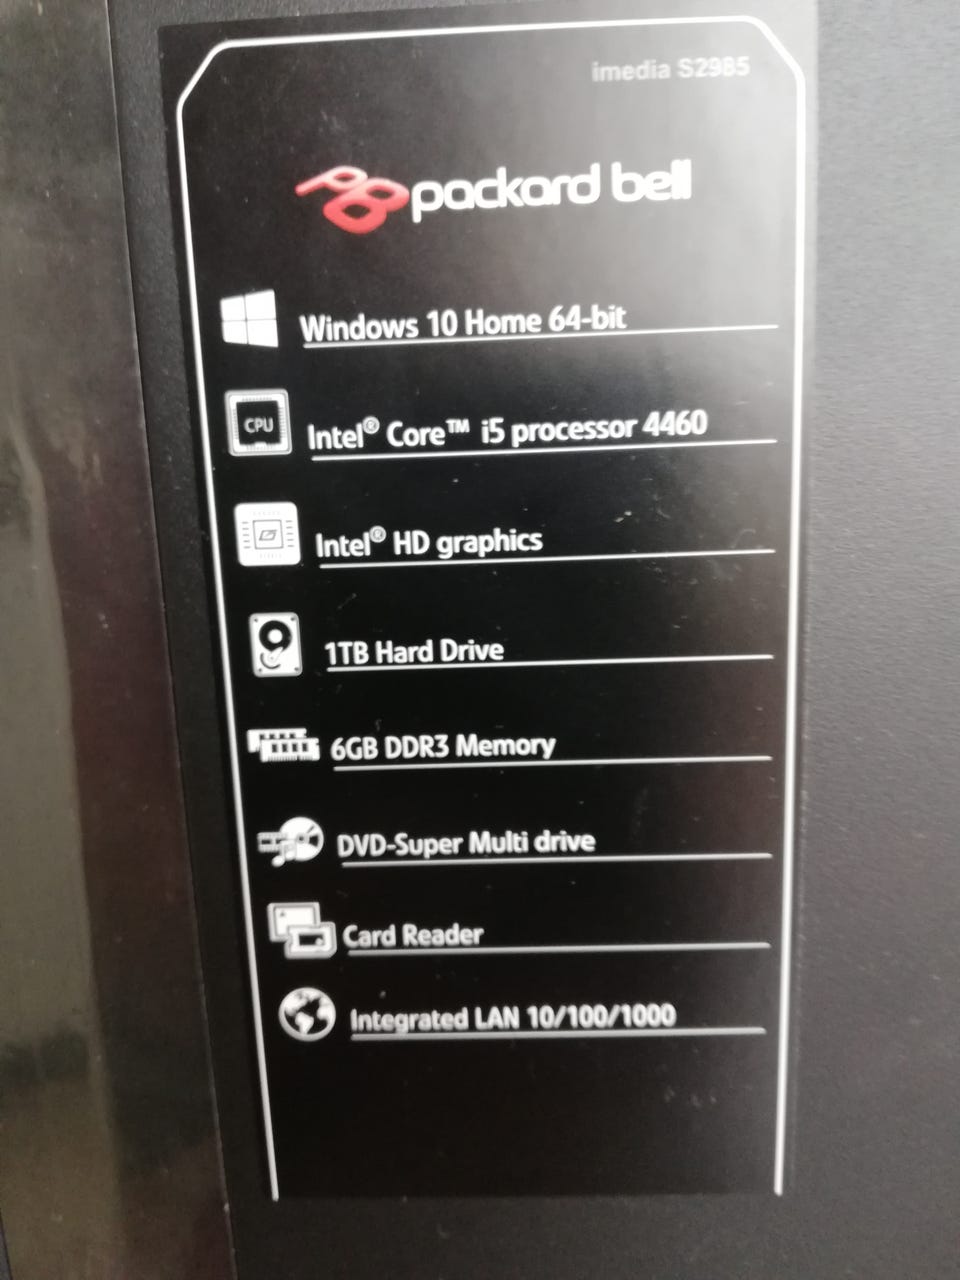 imedia S2985
packard bell
Windows 10 Home 64-bit
CPU
Intel® Core™ i5 processor 4460
Intel® HD graphics
1TB Hard Drive
6GB DDR3 Memory
DVD-Super Multi drive
Card Reader
Integrated LAN 10/100/1000